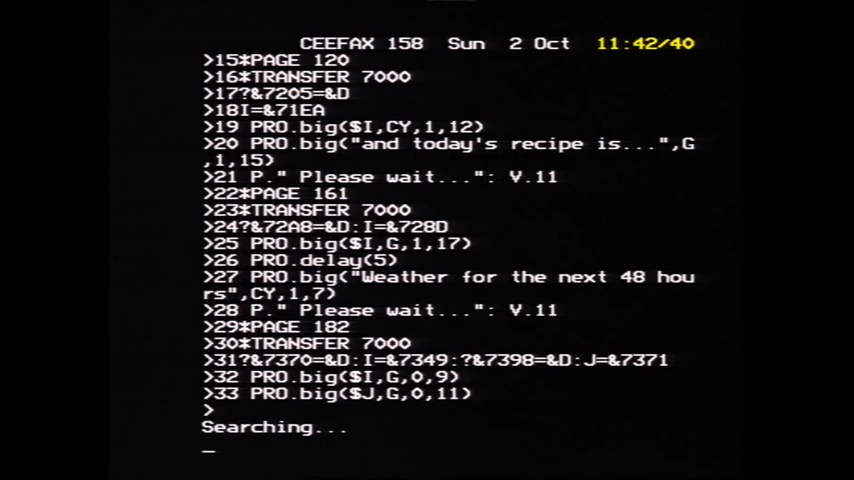 CEEFAX 158 Sun 2 Oct 11:42/40
>15*PAGE 120
>16*TRANSFER 7000
>17?&7205=&D
>18I=&71EA
>19 PRO.big($I,CY,1,12)
>20 PRO.big("and today's recipe is...",G
,1,15)
>21 P." Please wait...": V.11
>22*PAGE 161
>23*TRANSFER 7000
>24?&72A8=&D:I=&728D
>25 PRO.big($I,G,1,17)
>26 PRO.delay(5)
>27 PRO.big("Weather for the next 48 hou
rs",CY,1,7)
>28 P." Please wait...": V.11
>29*PAGE 182
>30*TRANSFER 7000
>31?&7370=&D:I=&7349:?&7398=&D:J=&7371
>32 PRO.big($I,G,0,9)
>33 PRO.big($J,G,0,11)
>
Searching...
_